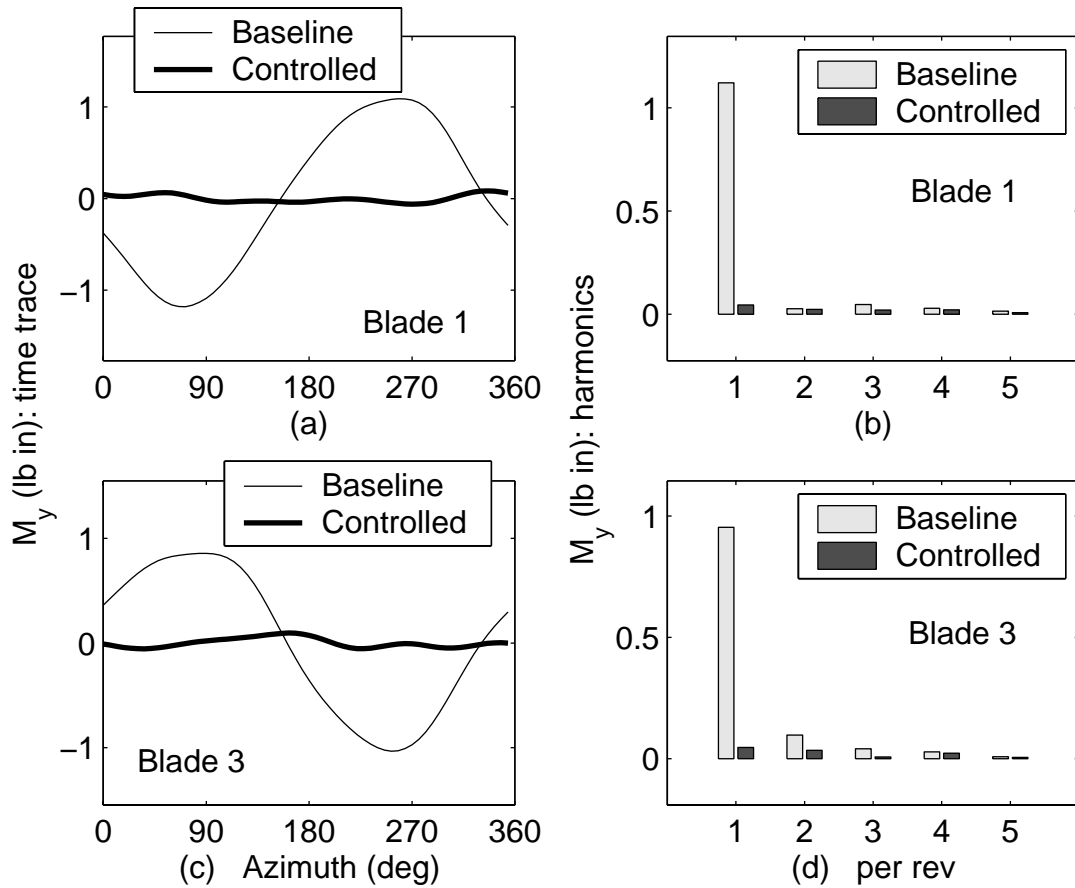 Baseline
Controlled
1
0
−1
Blade 1
0 90 180 270 360
(a)
M_y (lb in): time trace
Baseline
Controlled
1
0.5
0
Blade 1
1 2 3 4 5
(b)
M_y (lb in): harmonics
Baseline
Controlled
1
0
−1
Blade 3
0 90 180 270 360
(c) Azimuth (deg)
Baseline
Controlled
1
0.5
0
Blade 3
1 2 3 4 5
(d) per rev